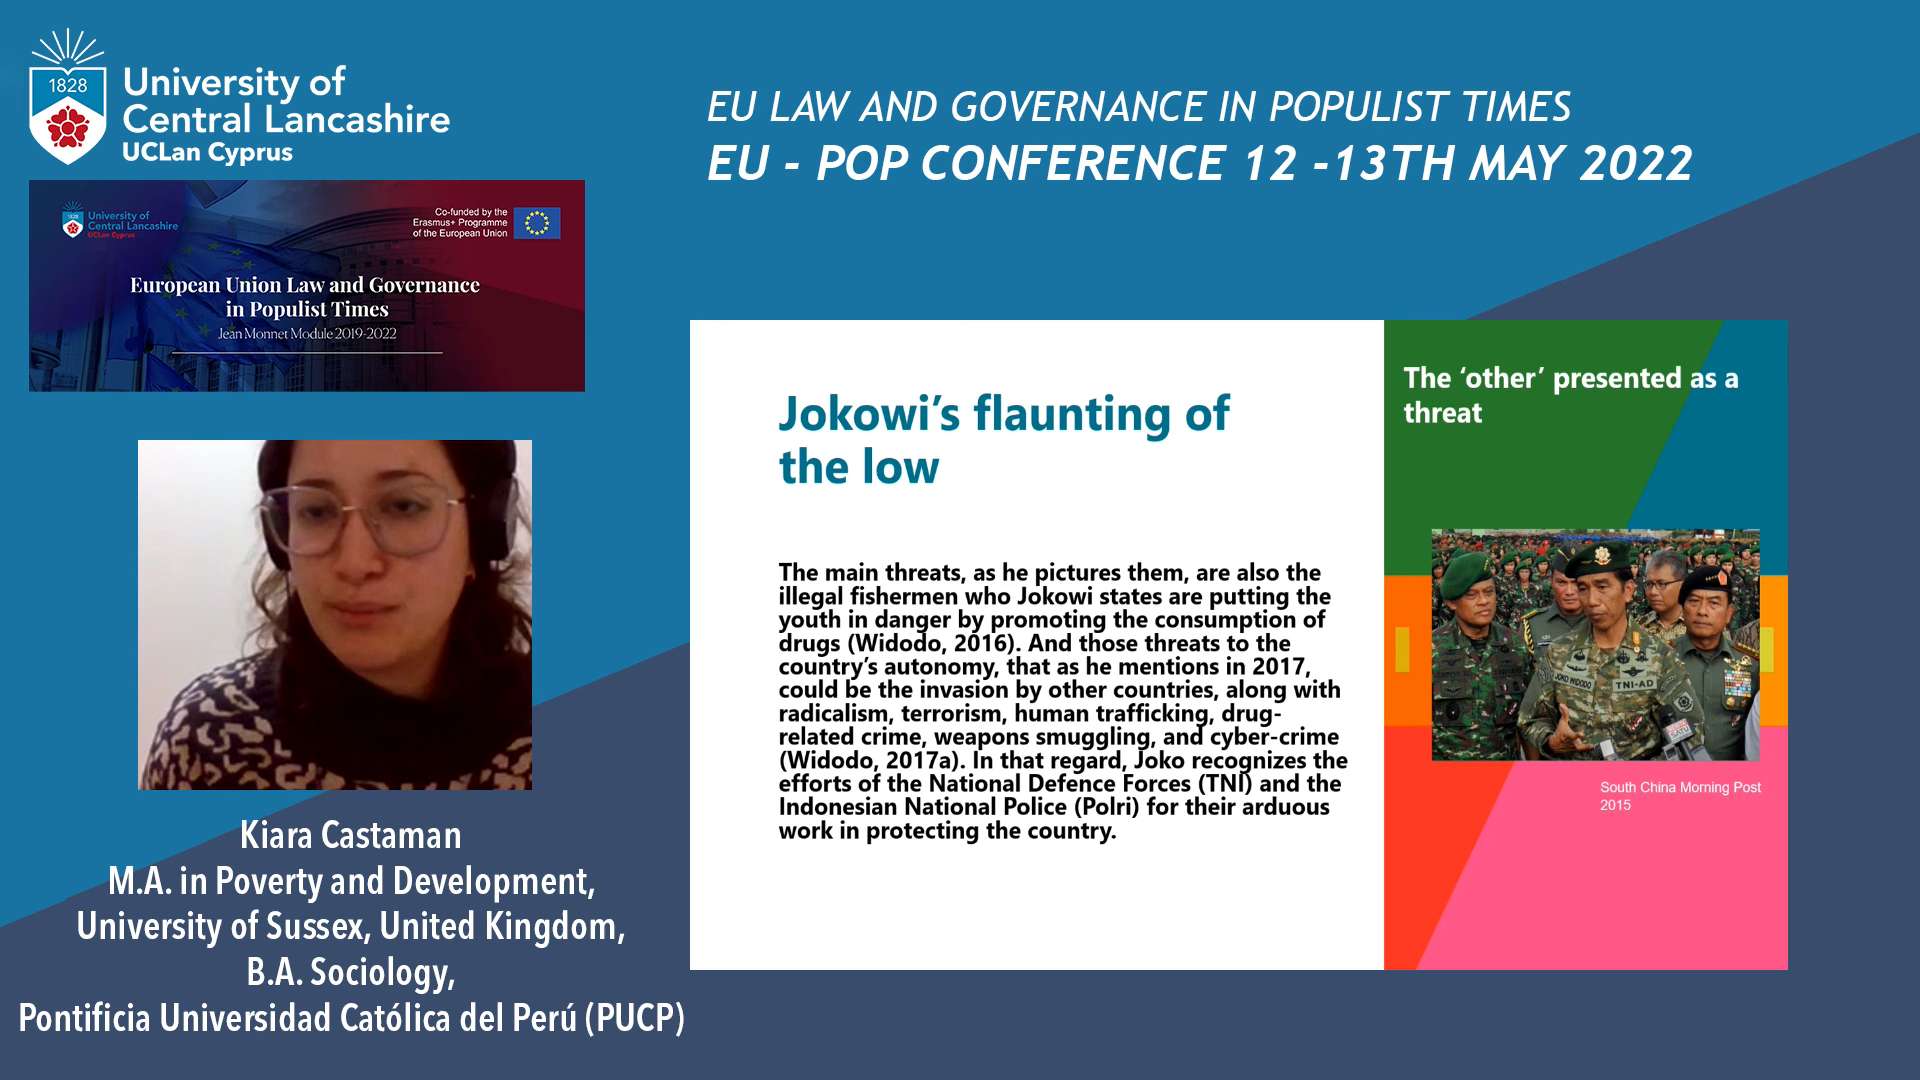 1828
University of
Central Lancashire
UCLan Cyprus
EU LAW AND GOVERNANCE IN POPULIST TIMES
EU - POP CONFERENCE 12 -13TH MAY 2022
1828
University of
Central Lancashire
UCLan Cyprus
Co-funded by the
Erasmus+ Programme
of the European Union
European Union Law and Governance
in Populist Times
Jean Monnet Module 2019-2022
Kiara Castaman
M.A. in Poverty and Development,
University of Sussex, United Kingdom,
B.A. Sociology,
Pontificia Universidad Católica del Perú (PUCP)
Jokowi’s flaunting of
the low
The main threats, as he pictures them, are also the
illegal fishermen who Jokowi states are putting the
youth in danger by promoting the consumption of
drugs (Widodo, 2016). And those threats to the
country’s autonomy, that as he mentions in 2017,
could be the invasion by other countries, along with
radicalism, terrorism, human trafficking, drug-
related crime, weapons smuggling, and cyber-crime
(Widodo, 2017a). In that regard, Joko recognizes the
efforts of the National Defence Forces (TNI) and the
Indonesian National Police (Polri) for their arduous
work in protecting the country.
The ‘other’ presented as a
threat
JOKO WIDODO
TNI-AD
South China Morning Post
2015